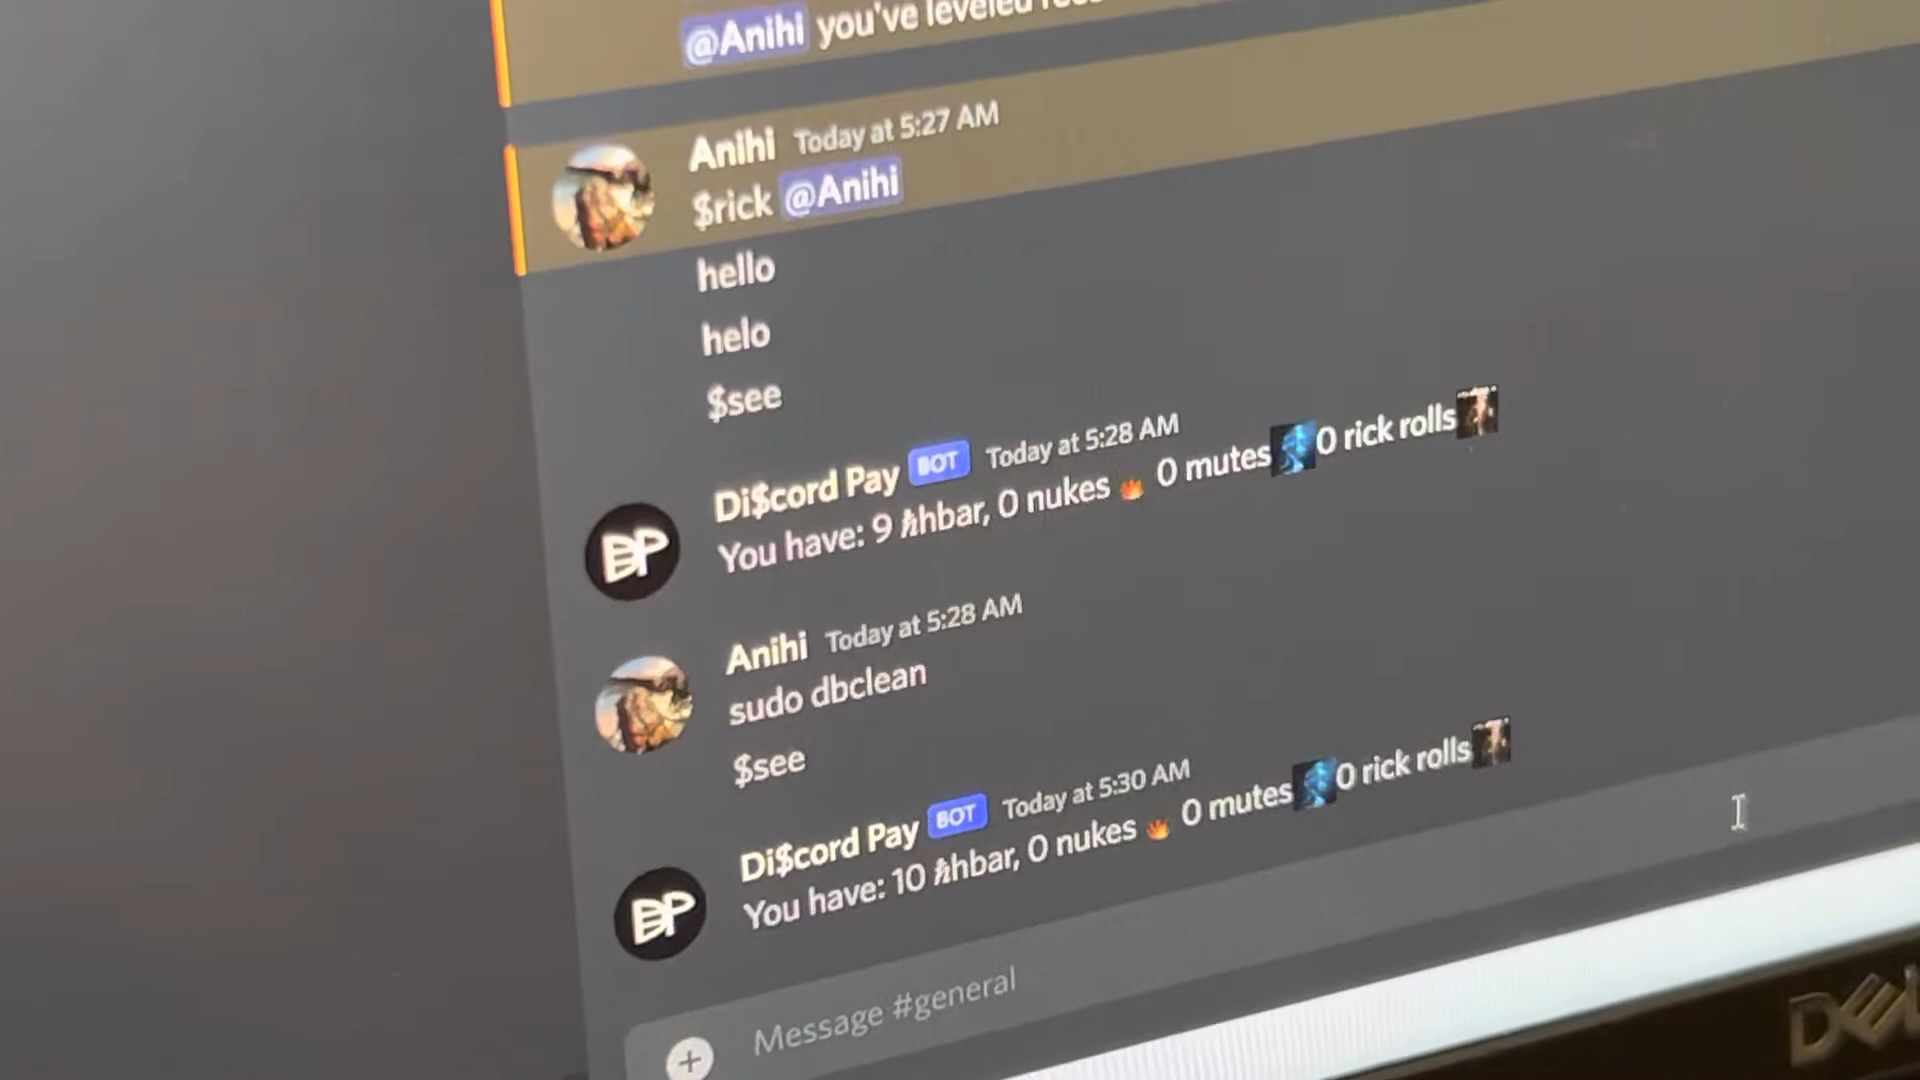 @Anihi you've leveled
Anihi Today at 5:27 AM
$rick @Anihi
hello
helo
$see
Di$cord Pay BOT Today at 5:28 AM
You have: 9 ℏhbar, 0 nukes 🔥 0 mutes 0 rick rolls
Anihi Today at 5:28 AM
sudo dbclean
$see
Di$cord Pay BOT Today at 5:30 AM
You have: 10 ℏhbar, 0 nukes 🔥 0 mutes 0 rick rolls
Message #general
DP
DP
DELL